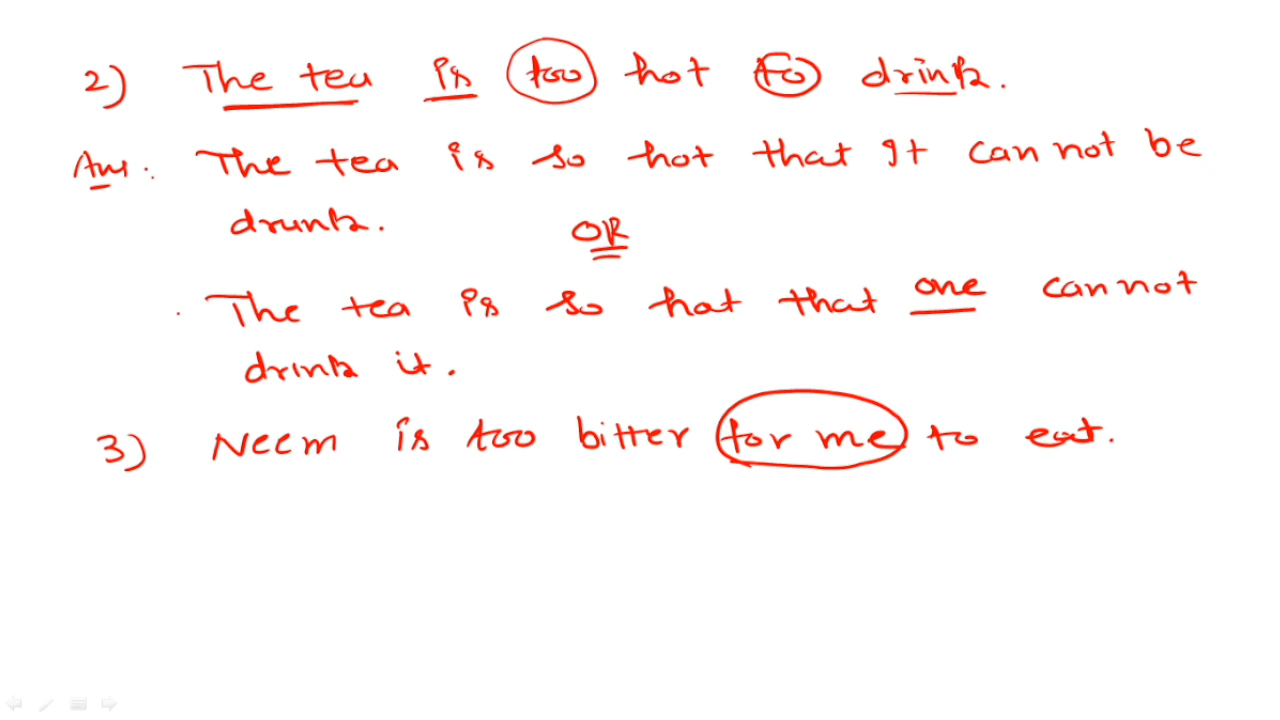 2) The tea is too hot to drink.
Ans: The tea is so hot that It can not be
drunk.
OR
The tea is so hot that one can not
drink it.
3) Neem is too bitter for me to eat.